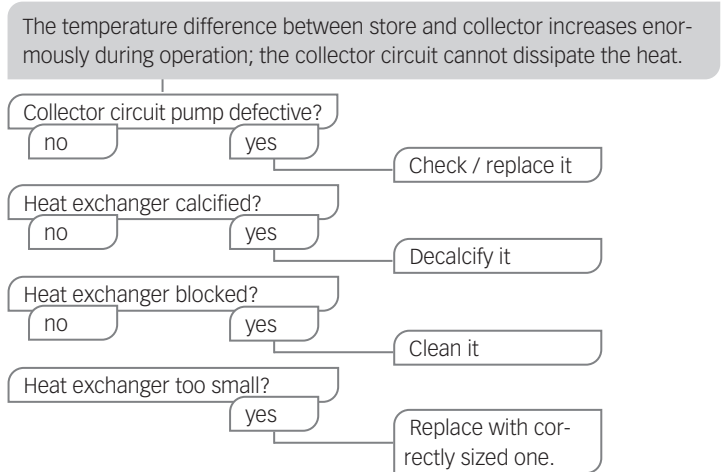 The temperature difference between store and collector increases enor-
mously during operation; the collector circuit cannot dissipate the heat.
Collector circuit pump defective?
no
yes
Check / replace it
Heat exchanger calcified?
no
yes
Decalcify it
Heat exchanger blocked?
no
yes
Clean it
Heat exchanger too small?
yes
Replace with cor-
rectly sized one.